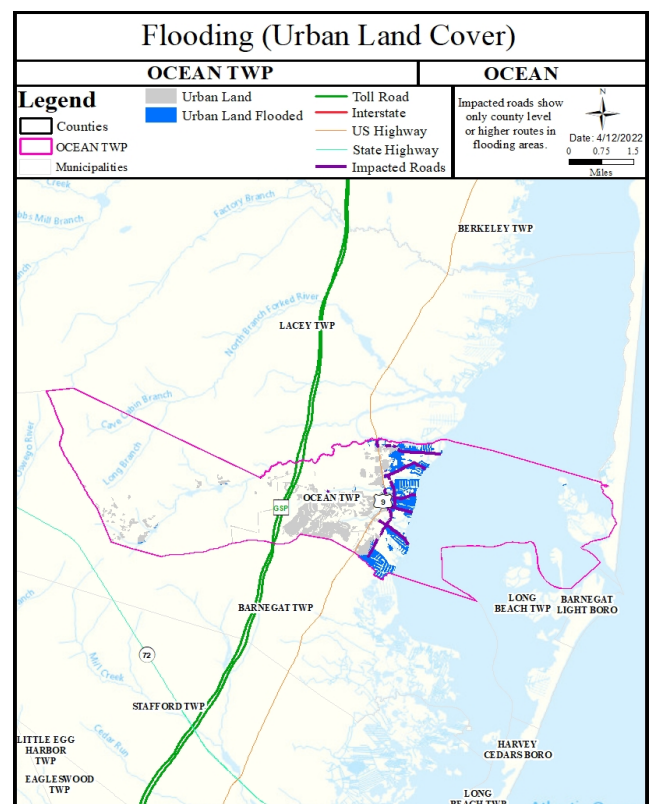 Flooding (Urban Land Cover)
OCEAN TWP
OCEAN
Legend
Counties
OCEAN TWP
Municipalities
Urban Land
Urban Land Flooded
Toll Road
Interstate
US Highway
State Highway
Impacted Roads
Impacted roads show
only county level
or higher routes in
flooding areas.
N
Date: 4/12/2022
0 0.75 1.5
Miles
Creek
Factory Branch
Mill Branch
BERKELEY TWP
North Branch Forked River
LACEY TWP
Cave Cabin Branch
Oswego River
Long Branch
OCEAN TWP
9
GSP
LONG
BEACH TWP
BARNEGAT
LIGHT BORO
BARNEGAT TWP
72
Mill Creek
STAFFORD TWP
Cedar Run
LITTLE EGG
HARBOR
TWP
HARVEY
CEDARS BORO
EAGLESWOOD
TWP
LONG
BEACH TWP